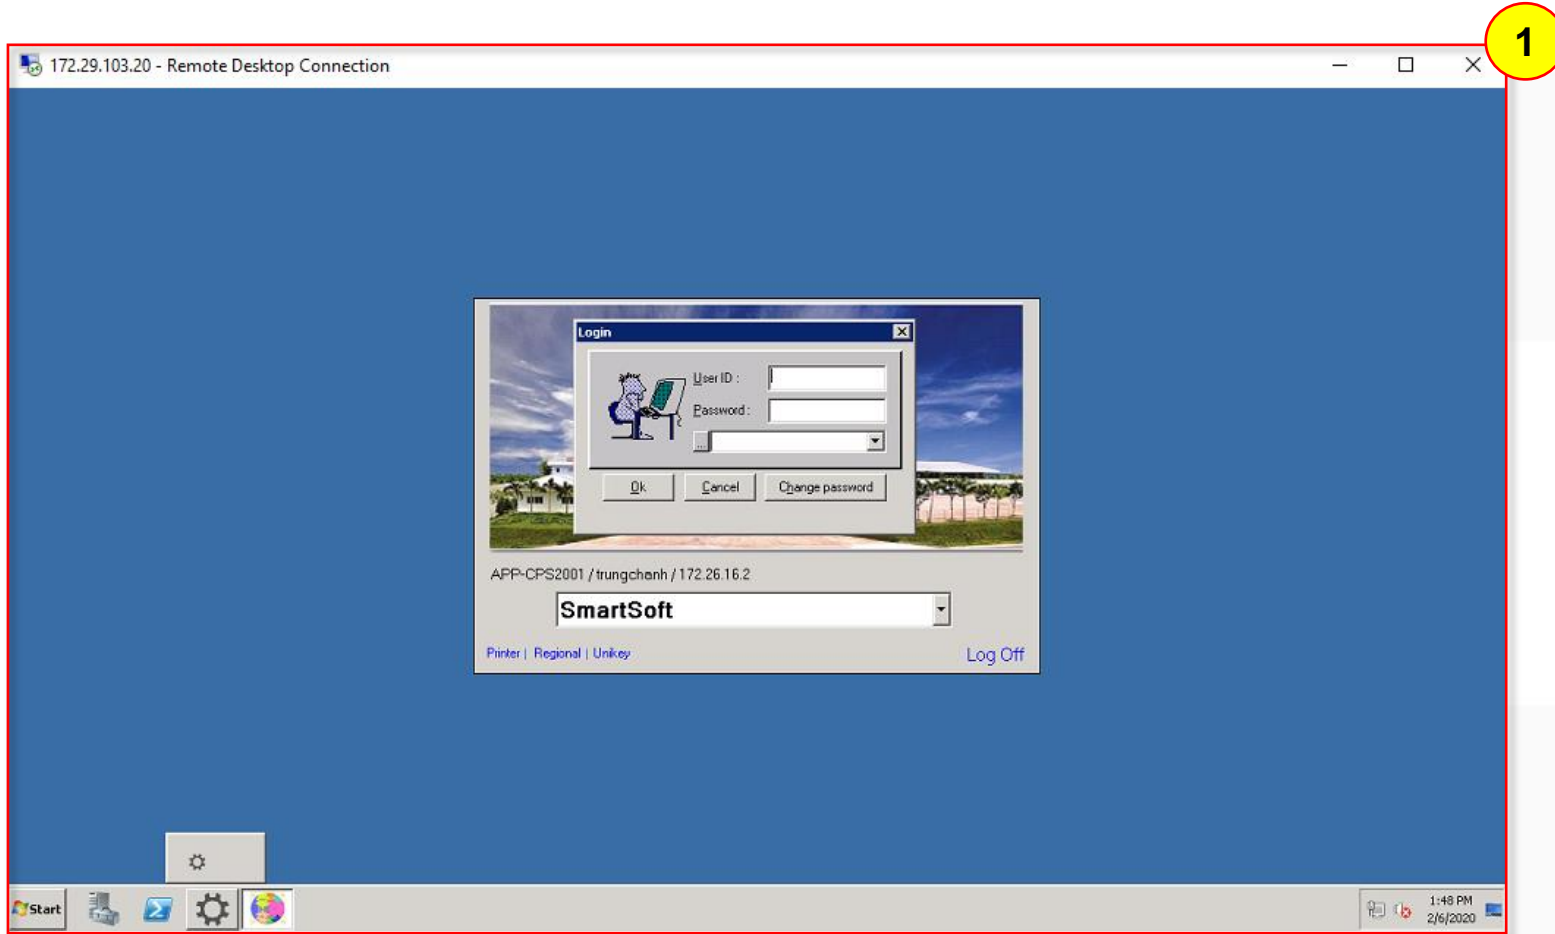 1
172.29.103.20 - Remote Desktop Connection
Login
User ID :
Password :
...
Ok Cancel Change password
APP-CPS2001 / trungchanh / 172.26.16.2
SmartSoft
Printer | Regional | Unikey Log Off
Start
1:48 PM
2/6/2020